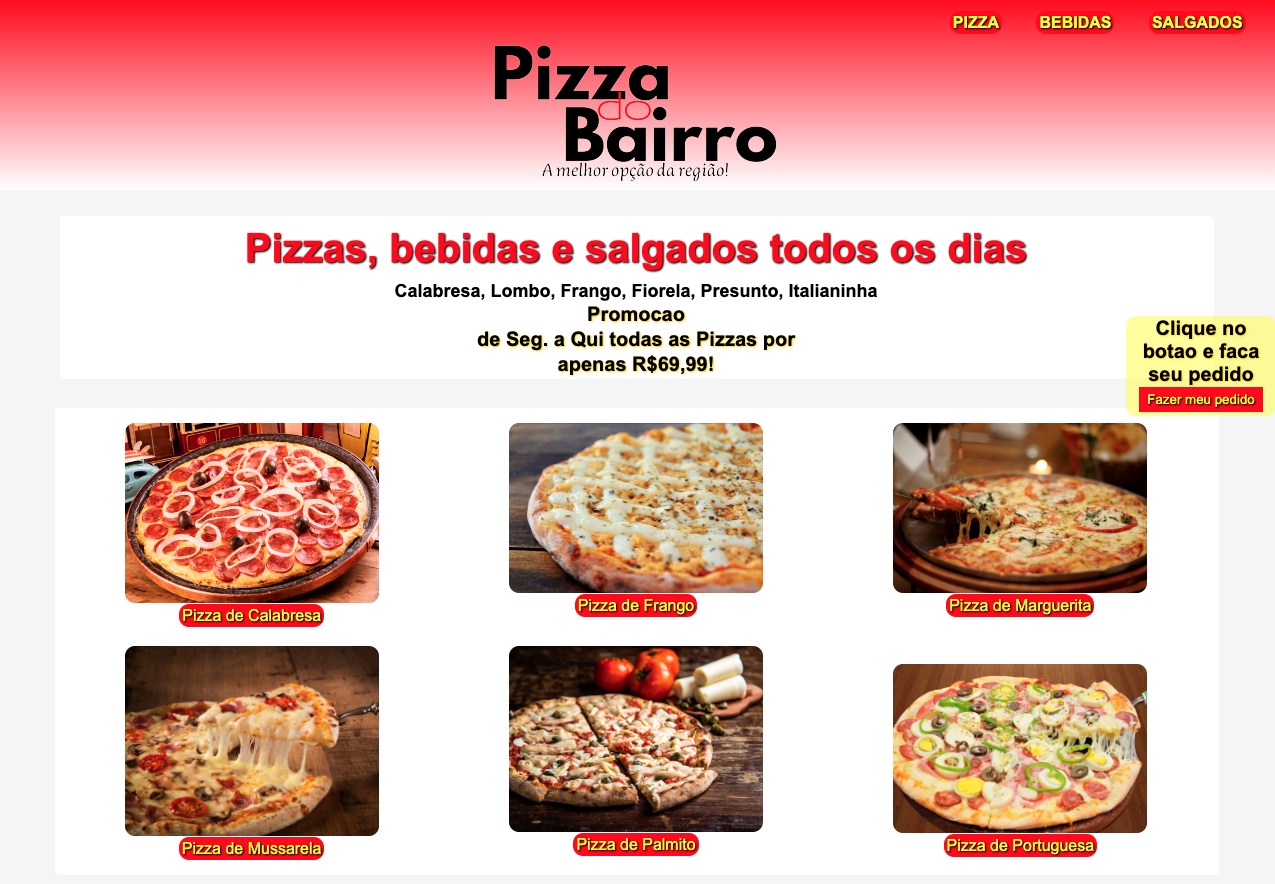 PIZZA BEBIDAS SALGADOS
Pizza
do
Bairro
A melhor opção da região!
Pizzas, bebidas e salgados todos os dias
Calabresa, Lombo, Frango, Fiorela, Presunto, Italianinha
Promocao
de Seg. a Qui todas as Pizzas por
apenas R$69,99!
Clique no
botao e faca
seu pedido
Fazer meu pedido
Pizza de Calabresa
Pizza de Frango
Pizza de Marguerita
Pizza de Mussarela
Pizza de Palmito
Pizza de Portuguesa